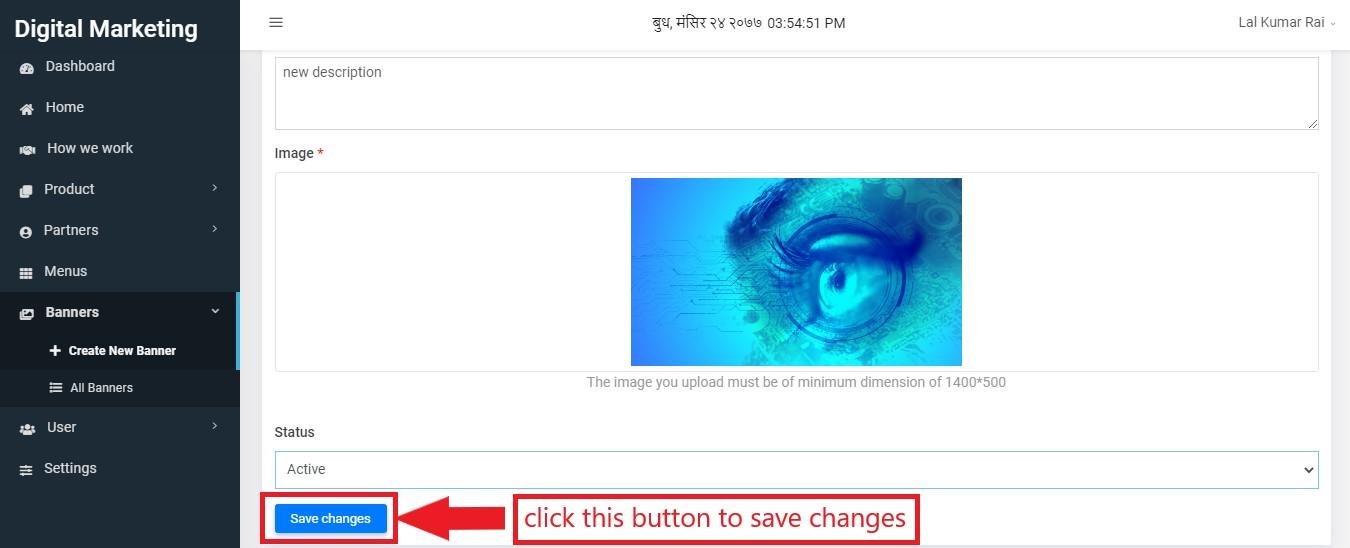 Digital Marketing
बुध, मंसिर २४ २०७७ 03:54:51 PM
Lal Kumar Rai
Dashboard
Home
How we work
Product
Partners
Menus
Banners
Create New Banner
All Banners
User
Settings
new description
Image *
The image you upload must be of minimum dimension of 1400*500
Status
Active
Save changes
click this button to save changes